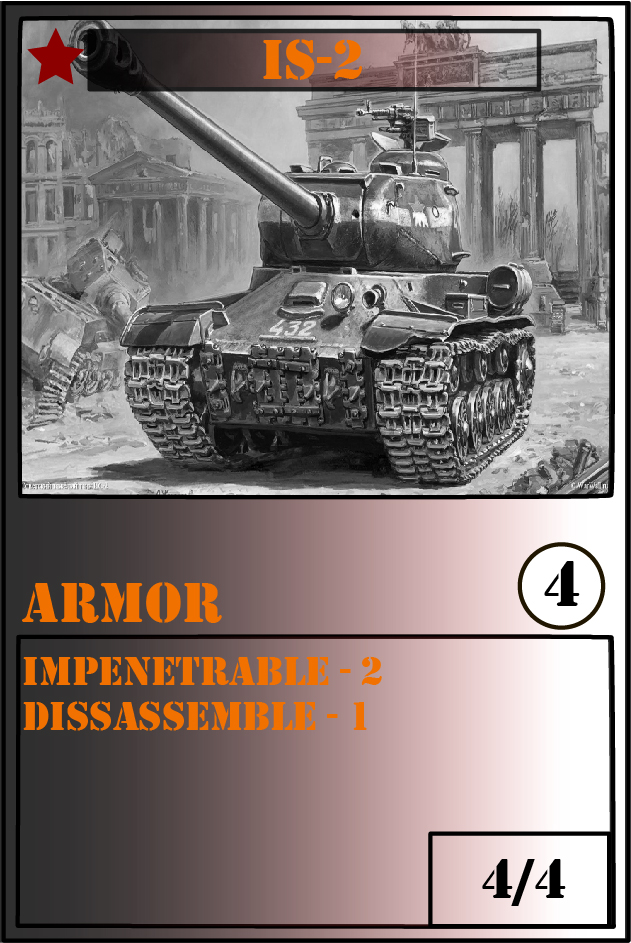 IS-2
432
ARMOR
4
IMPENETRABLE - 2
DISSASSEMBLE - 1
4/4